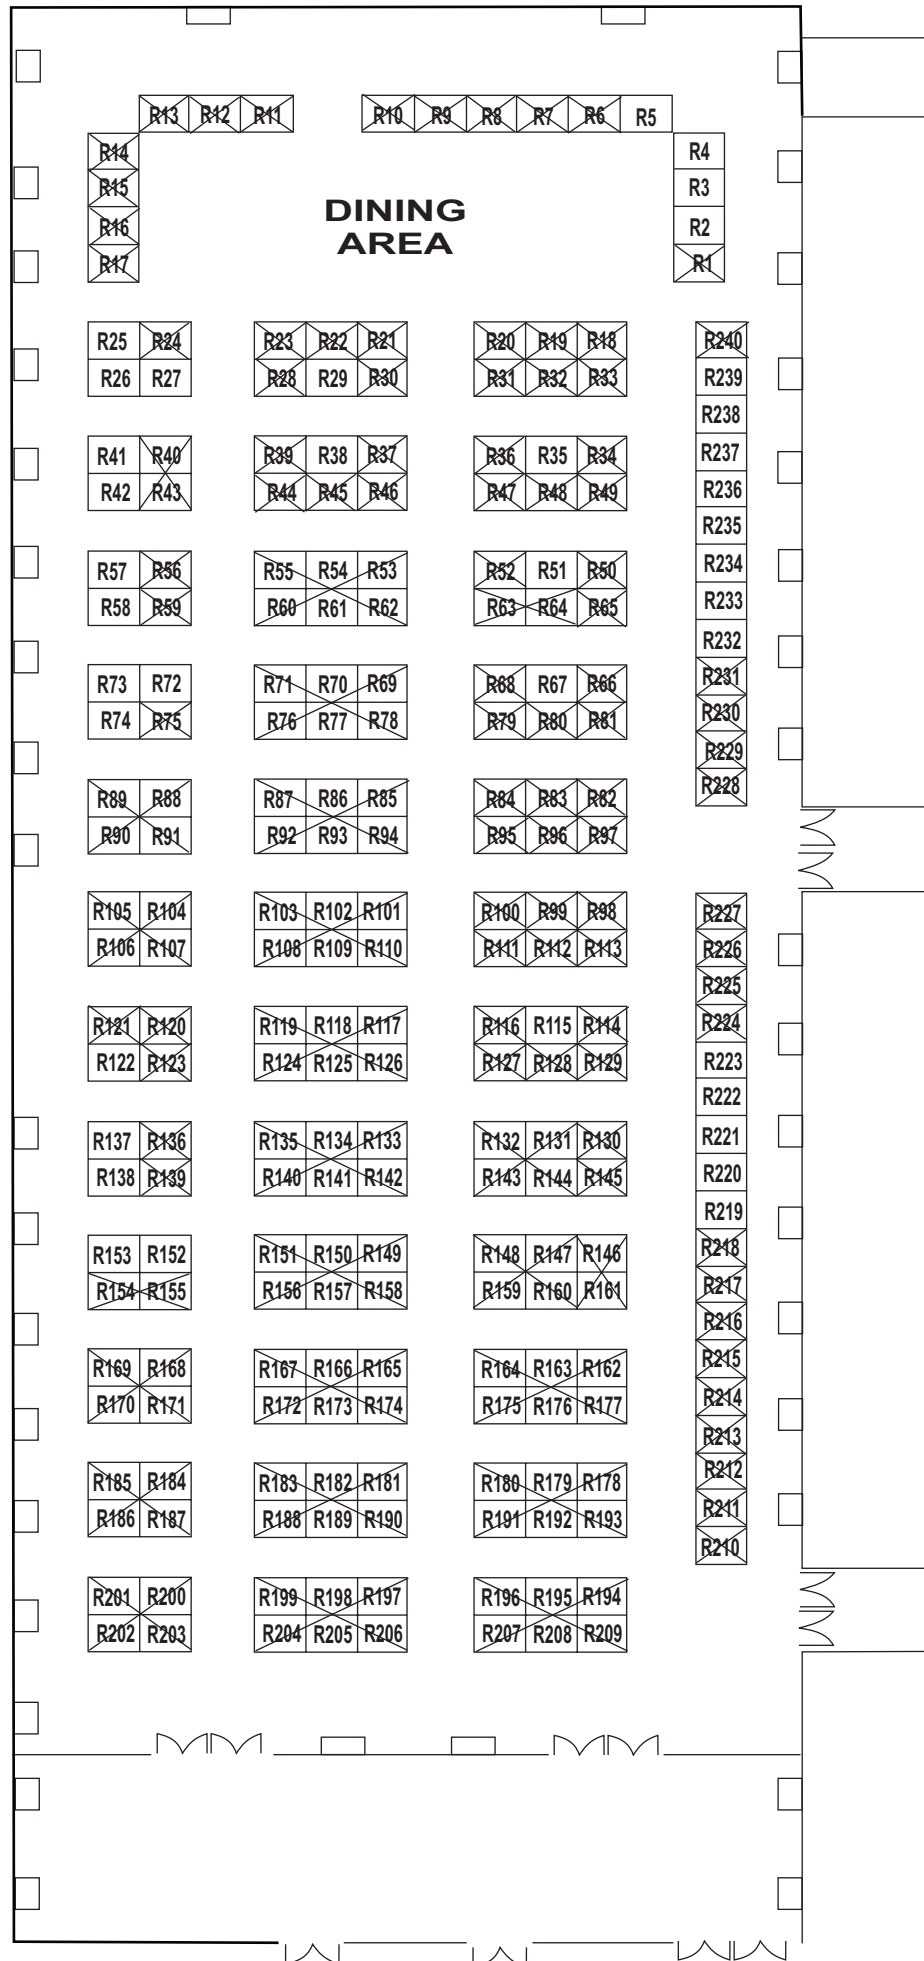 R13 R12 R11 R10 R9 R8 R7 R6 R5
R14 R4
R15 R3
R16 R2
R17 R1
DINING
AREA
R25 R24 R23 R22 R21 R20 R19 R18 R240
R26 R27 R28 R29 R30 R31 R32 R33 R239
R238
R41 R40 R39 R38 R37 R36 R35 R34 R237
R42 R43 R44 R45 R46 R47 R48 R49 R236
R235
R57 R56 R55 R54 R53 R52 R51 R50 R234
R58 R59 R60 R61 R62 R63 R64 R65 R233
R232
R73 R72 R71 R70 R69 R68 R67 R66 R231
R74 R75 R76 R77 R78 R79 R80 R81 R230
R229
R89 R88 R87 R86 R85 R84 R83 R82 R228
R90 R91 R92 R93 R94 R95 R96 R97
R105 R104 R103 R102 R101 R100 R99 R98 R227
R106 R107 R108 R109 R110 R111 R112 R113 R226
R225
R121 R120 R119 R118 R117 R116 R115 R114 R224
R122 R123 R124 R125 R126 R127 R128 R129 R223
R222
R137 R136 R135 R134 R133 R132 R131 R130 R221
R138 R139 R140 R141 R142 R143 R144 R145 R220
R219
R153 R152 R151 R150 R149 R148 R147 R146 R218
R154 R155 R156 R157 R158 R159 R160 R161 R217
R216
R169 R168 R167 R166 R165 R164 R163 R162 R215
R170 R171 R172 R173 R174 R175 R176 R177 R214
R213
R185 R184 R183 R182 R181 R180 R179 R178 R212
R186 R187 R188 R189 R190 R191 R192 R193 R211
R210
R201 R200 R199 R198 R197 R196 R195 R194
R202 R203 R204 R205 R206 R207 R208 R209